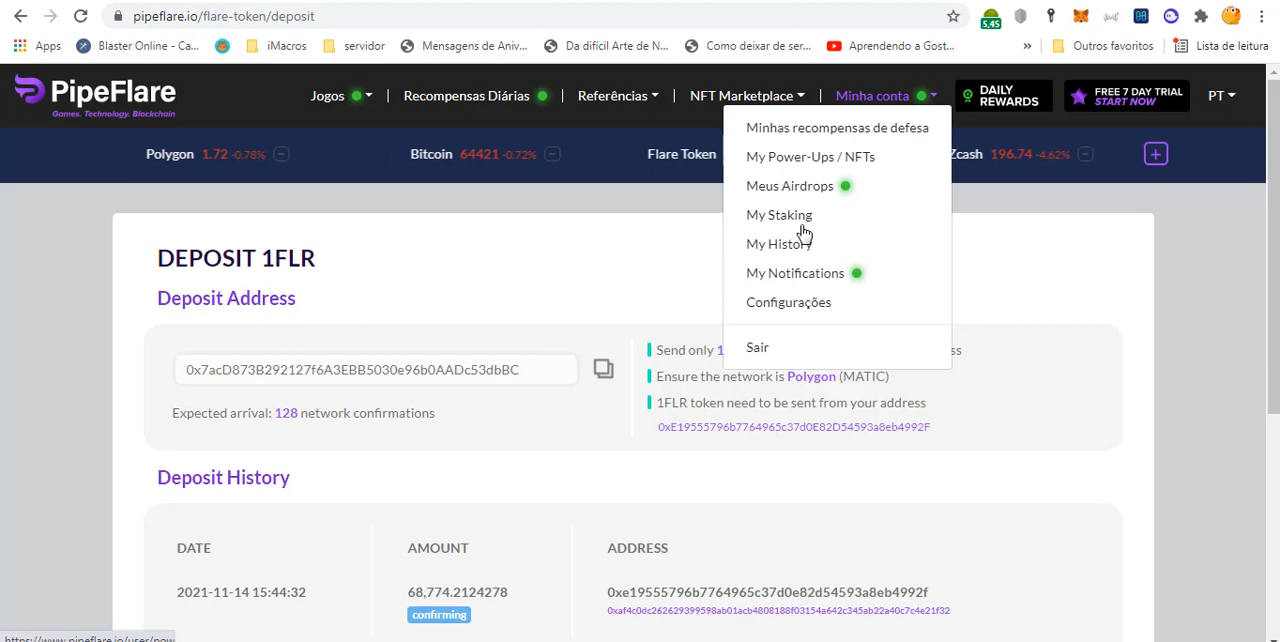 pipeflare.io/flare-token/deposit
5,45
Apps Blaster Online - Ca... iMacros servidor Mensagens de Aniv... Da difícil Arte de N... Como deixar de ser... Aprendendo a Gost... » Outros favoritos Lista de leitura
PipeFlare
Games. Technology. Blockchain
Jogos Recompensas Diárias Referências NFT Marketplace Minha conta DAILY REWARDS FREE 7 DAY TRIAL START NOW PT
Polygon 1.72 -0.78% Bitcoin 64421 -0.72% Flare Token Zcash 196.74 -4.62%
Minhas recompensas de defesa
My Power-Ups / NFTs
Meus Airdrops
My Staking
My History
My Notifications
Configurações
Sair
DEPOSIT 1FLR
Deposit Address
0x7acD873B292127f6A3EBB5030e96b0AADc53dbBC
Expected arrival: 128 network confirmations
Send only 1 ss
Ensure the network is Polygon (MATIC)
1FLR token need to be sent from your address
0xE19555796b7764965c37d0E82D54593a8eb4992F
Deposit History
DATE AMOUNT ADDRESS
2021-11-14 15:44:32 68,774.2124278 0xe19555796b7764965c37d0e82d54593a8eb4992f
confirming 0xaf4c0dc262629399598ab01acb4808188f03154a642c345ab22a40c7c4e21f32